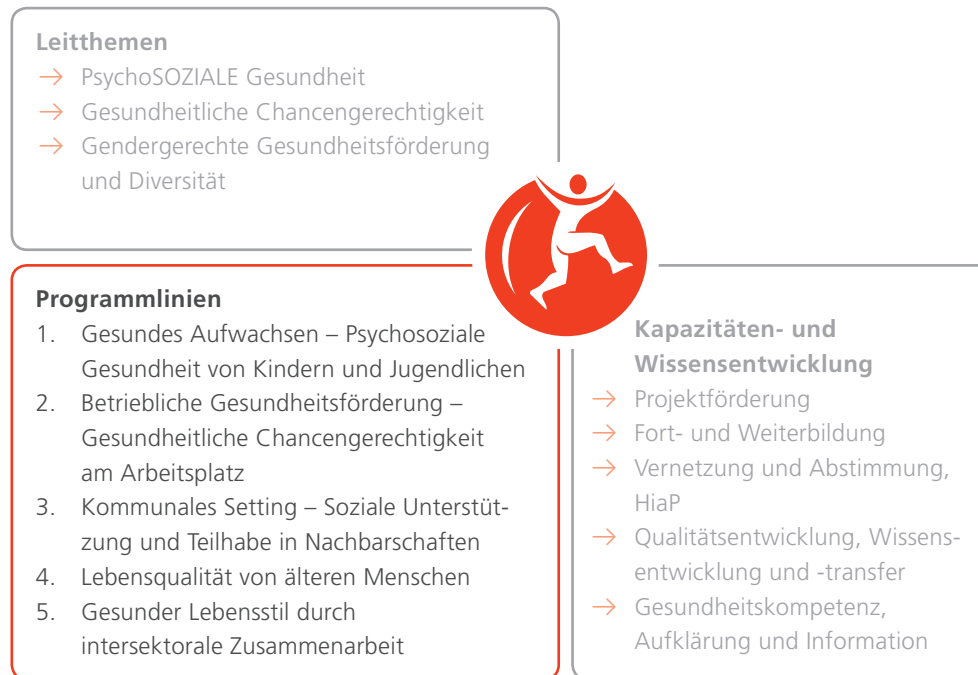 Leitthemen
→ PsychoSOZIALE Gesundheit
→ Gesundheitliche Chancengerechtigkeit
→ Gendergerechte Gesundheitsförderung
und Diversität
Programmlinien
1. Gesundes Aufwachsen – Psychosoziale
Gesundheit von Kindern und Jugendlichen
2. Betriebliche Gesundheitsförderung –
Gesundheitliche Chancengerechtigkeit
am Arbeitsplatz
3. Kommunales Setting – Soziale Unterstüt-
zung und Teilhabe in Nachbarschaften
4. Lebensqualität von älteren Menschen
5. Gesunder Lebensstil durch
intersektorale Zusammenarbeit
Kapazitäten- und
Wissensentwicklung
→ Projektförderung
→ Fort- und Weiterbildung
→ Vernetzung und Abstimmung,
HiaP
→ Qualitätsentwicklung, Wissens-
entwicklung und -transfer
→ Gesundheitskompetenz,
Aufklärung und Information